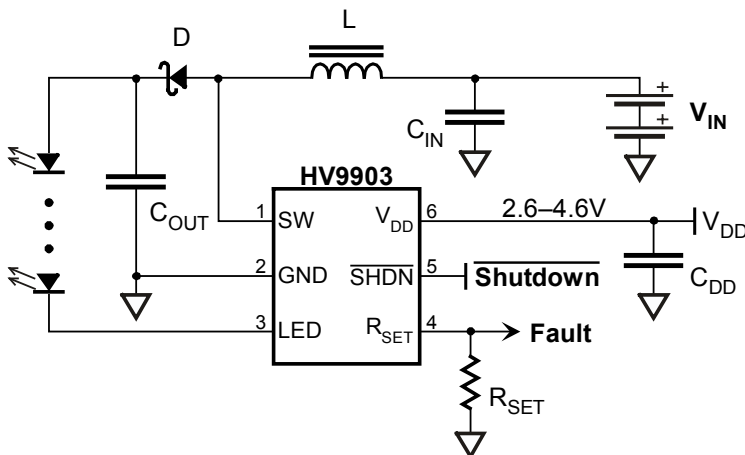 D
L
C_IN
+
+
V_IN
HV9903
C_OUT
1 SW
V_DD 6
2.6–4.6V
V_DD
2 GND
SHDN 5
Shutdown
C_DD
3 LED
R_SET 4
Fault
R_SET